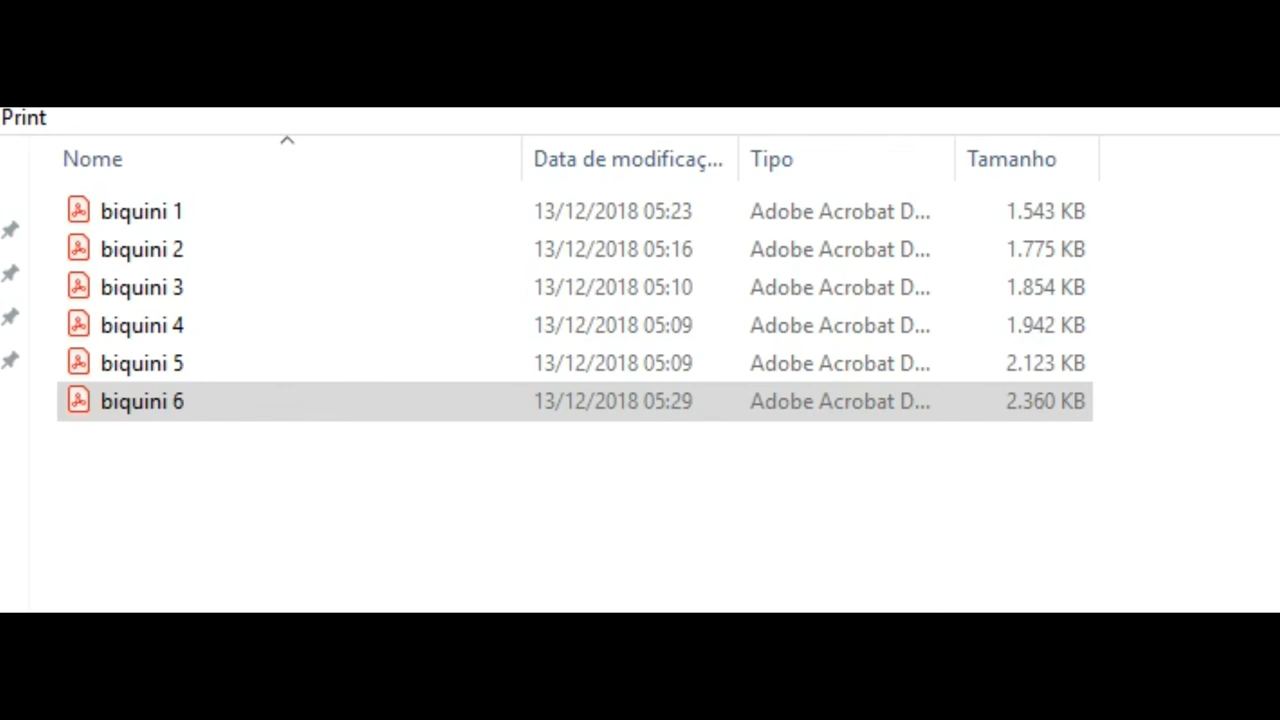 Print
Nome Data de modificaç... Tipo Tamanho
biquini 1 13/12/2018 05:23 Adobe Acrobat D... 1.543 KB
biquini 2 13/12/2018 05:16 Adobe Acrobat D... 1.775 KB
biquini 3 13/12/2018 05:10 Adobe Acrobat D... 1.854 KB
biquini 4 13/12/2018 05:09 Adobe Acrobat D... 1.942 KB
biquini 5 13/12/2018 05:09 Adobe Acrobat D... 2.123 KB
biquini 6 13/12/2018 05:29 Adobe Acrobat D... 2.360 KB